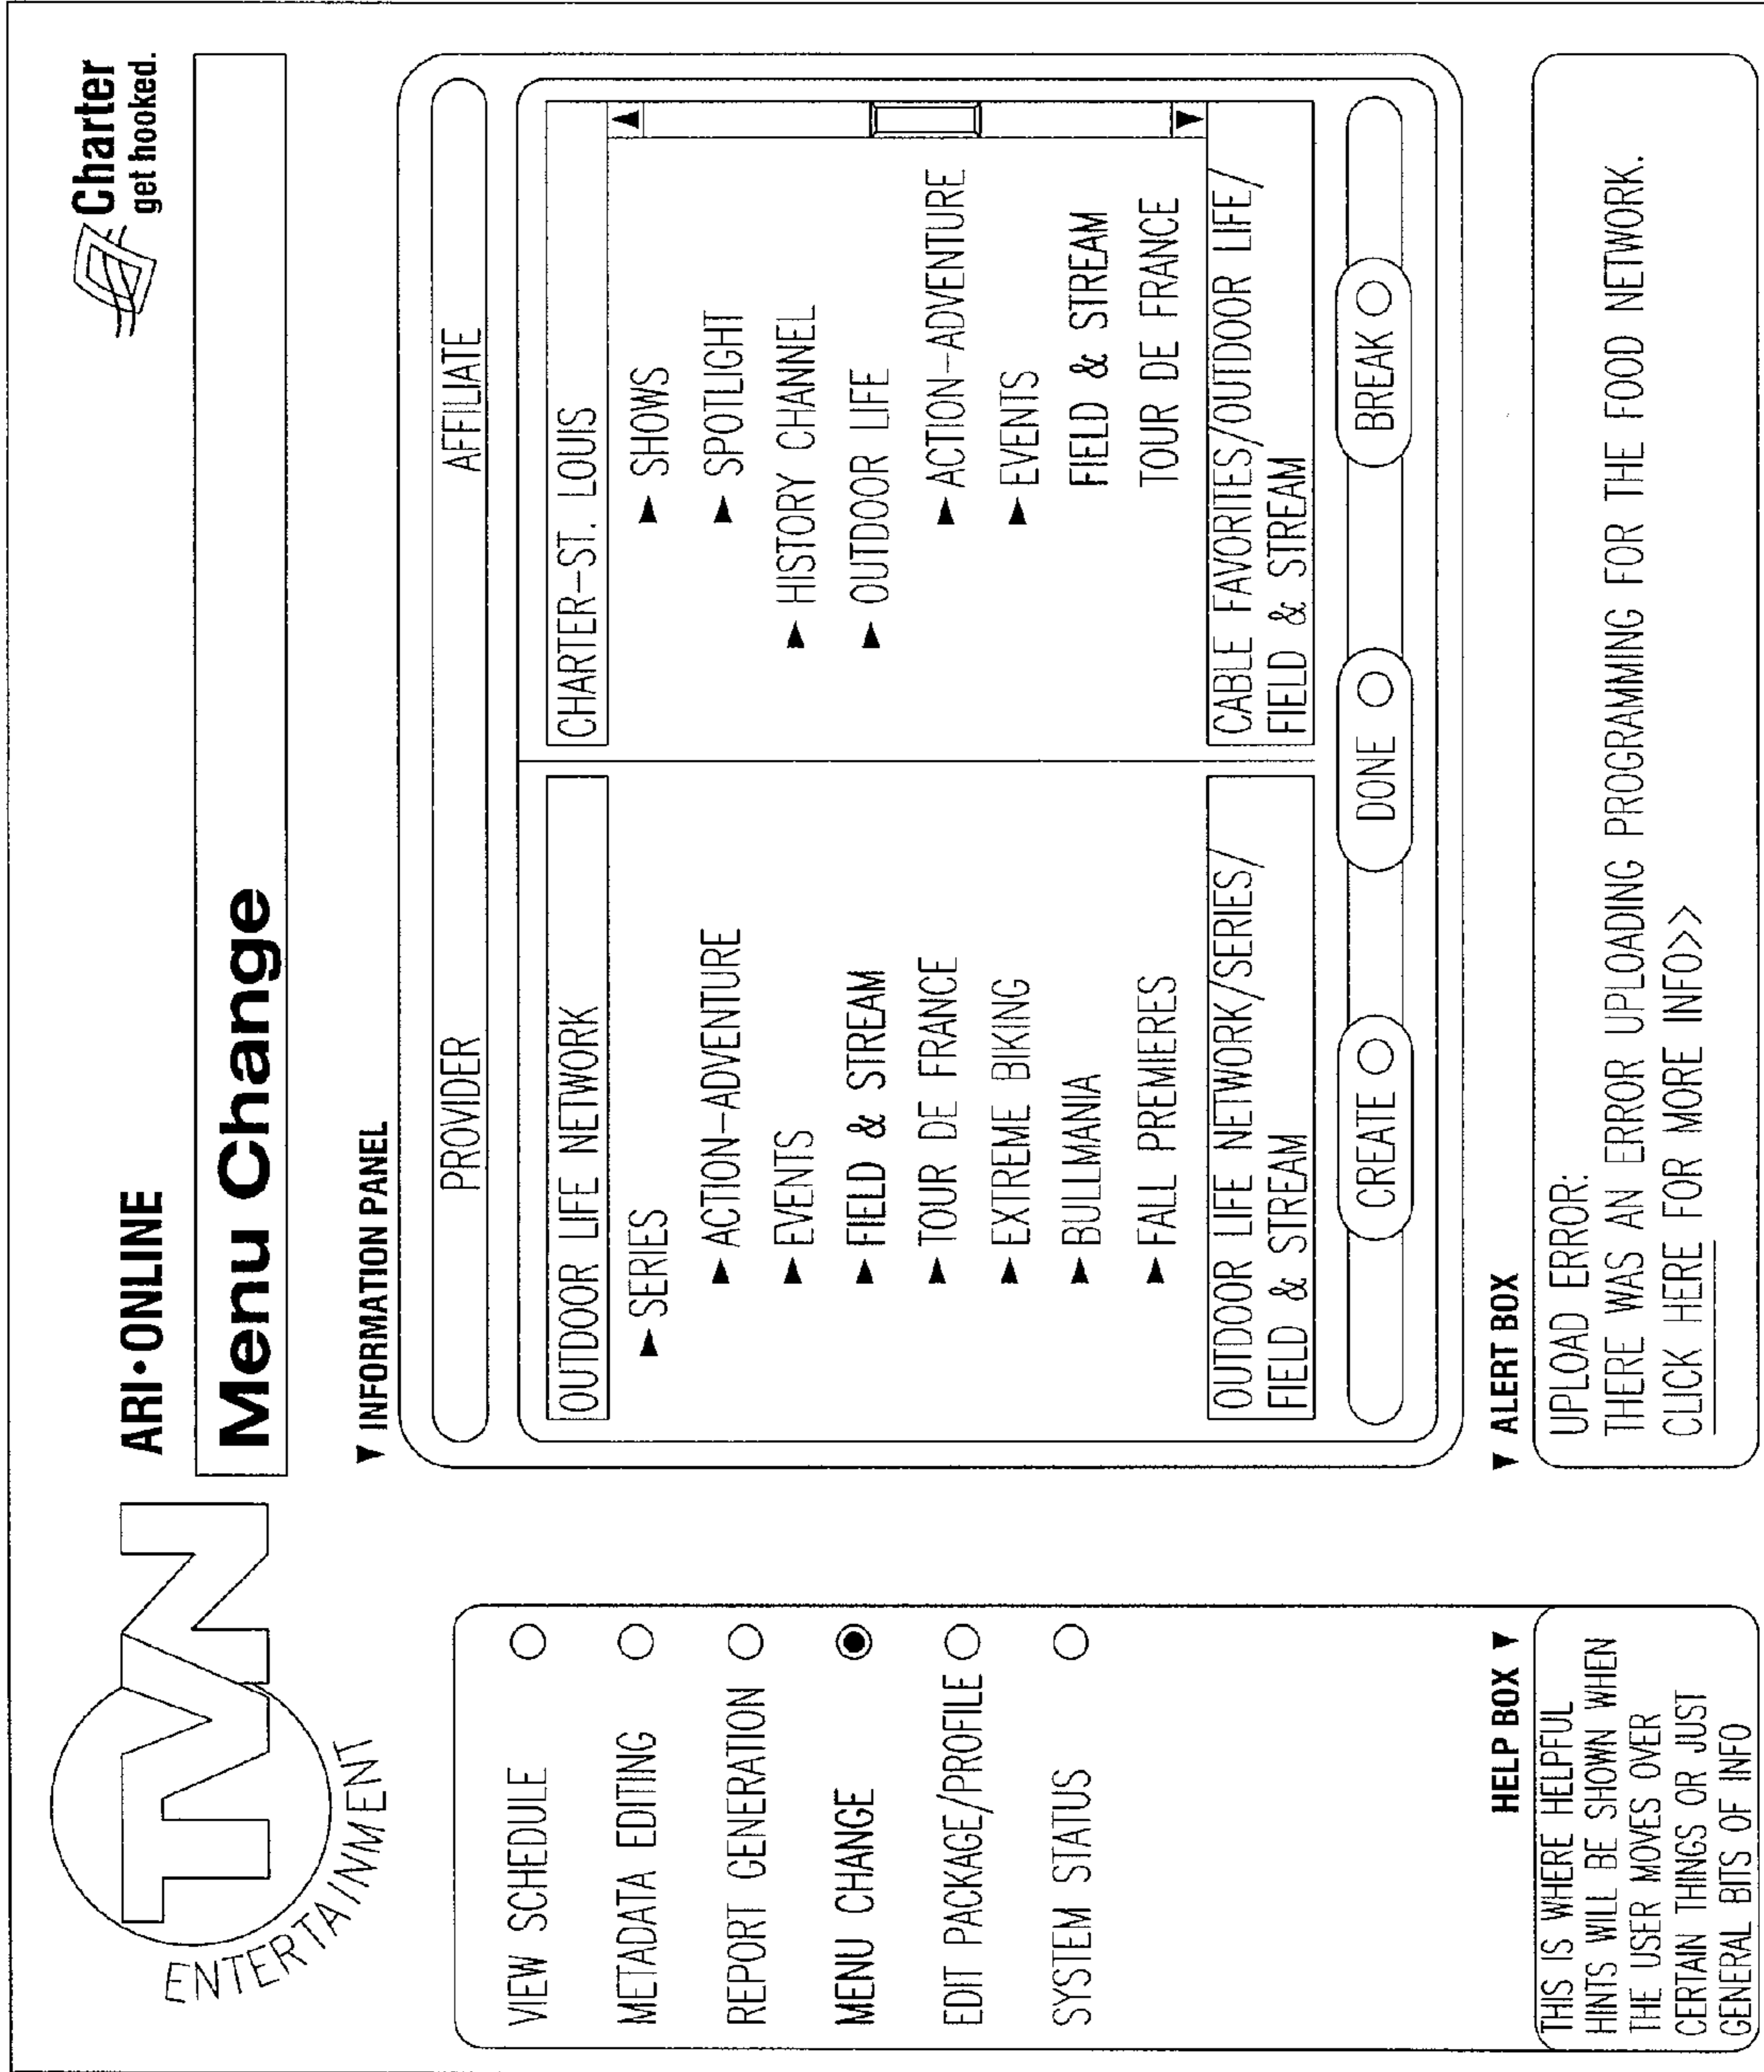 TVN
ENTERTAINMENT
ARI•ONLINE
Charter
get hooked.
Menu Change
VIEW SCHEDULE
METADATA EDITING
REPORT GENERATION
MENU CHANGE
EDIT PACKAGE/PROFILE
SYSTEM STATUS
HELP BOX ▼
THIS IS WHERE HELPFUL
HINTS WILL BE SHOWN WHEN
THE USER MOVES OVER
CERTAIN THINGS OR JUST
GENERAL BITS OF INFO
▼ INFORMATION PANEL
PROVIDER
AFFILIATE
OUTDOOR LIFE NETWORK
► SERIES
► ACTION-ADVENTURE
► EVENTS
► FIELD & STREAM
► TOUR DE FRANCE
► EXTREME BIKING
► BULLMANIA
► FALL PREMIERES
OUTDOOR LIFE NETWORK/SERIES/
FIELD & STREAM
CHARTER-ST. LOUIS
► SHOWS
► SPOTLIGHT
► HISTORY CHANNEL
► OUTDOOR LIFE
► ACTION-ADVENTURE
► EVENTS
FIELD & STREAM
TOUR DE FRANCE
CABLE FAVORITES/OUTDOOR LIFE/
FIELD & STREAM
CREATE
DONE
BREAK
▼ ALERT BOX
UPLOAD ERROR:
THERE WAS AN ERROR UPLOADING PROGRAMMING FOR THE FOOD NETWORK.
CLICK HERE FOR MORE INFO>>